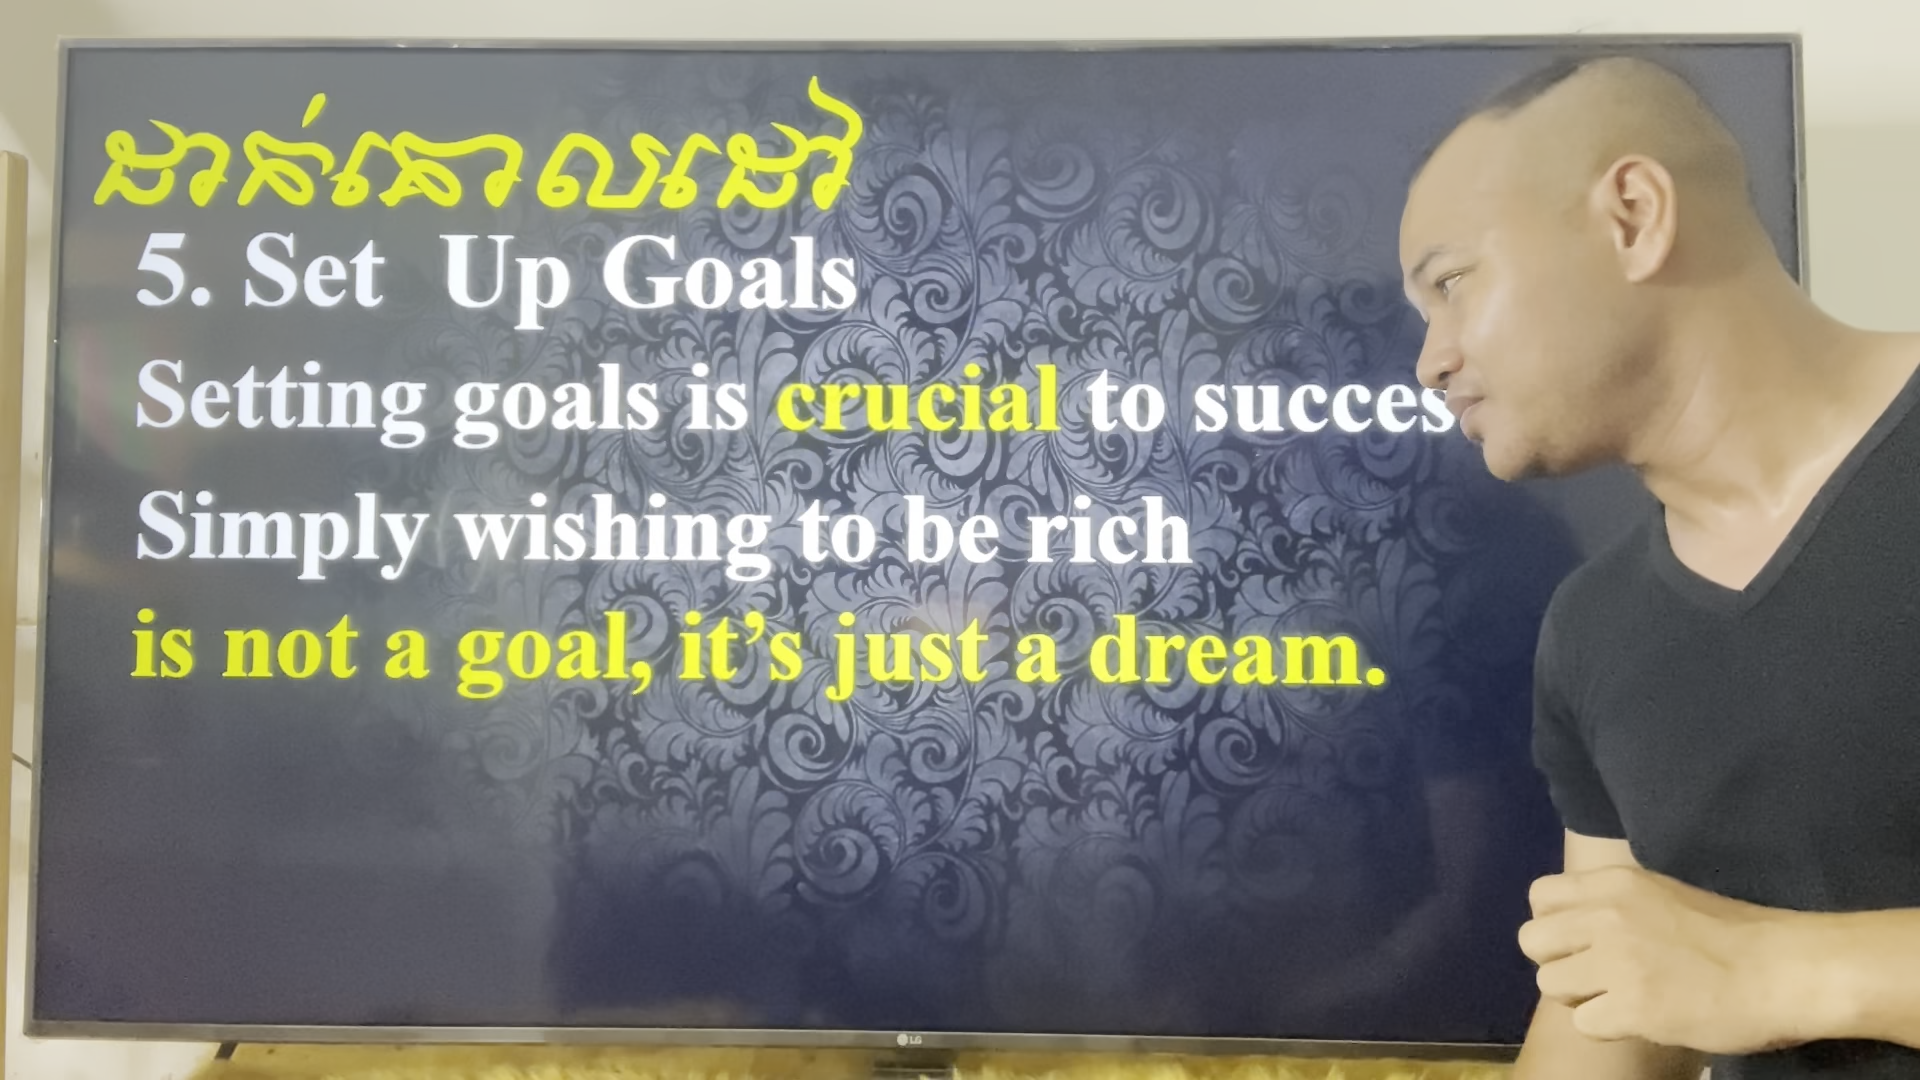 ដាក់គោលដៅ
5. Set Up Goals
Setting goals is crucial to succes
Simply wishing to be rich
is not a goal, it's just a dream.
LG